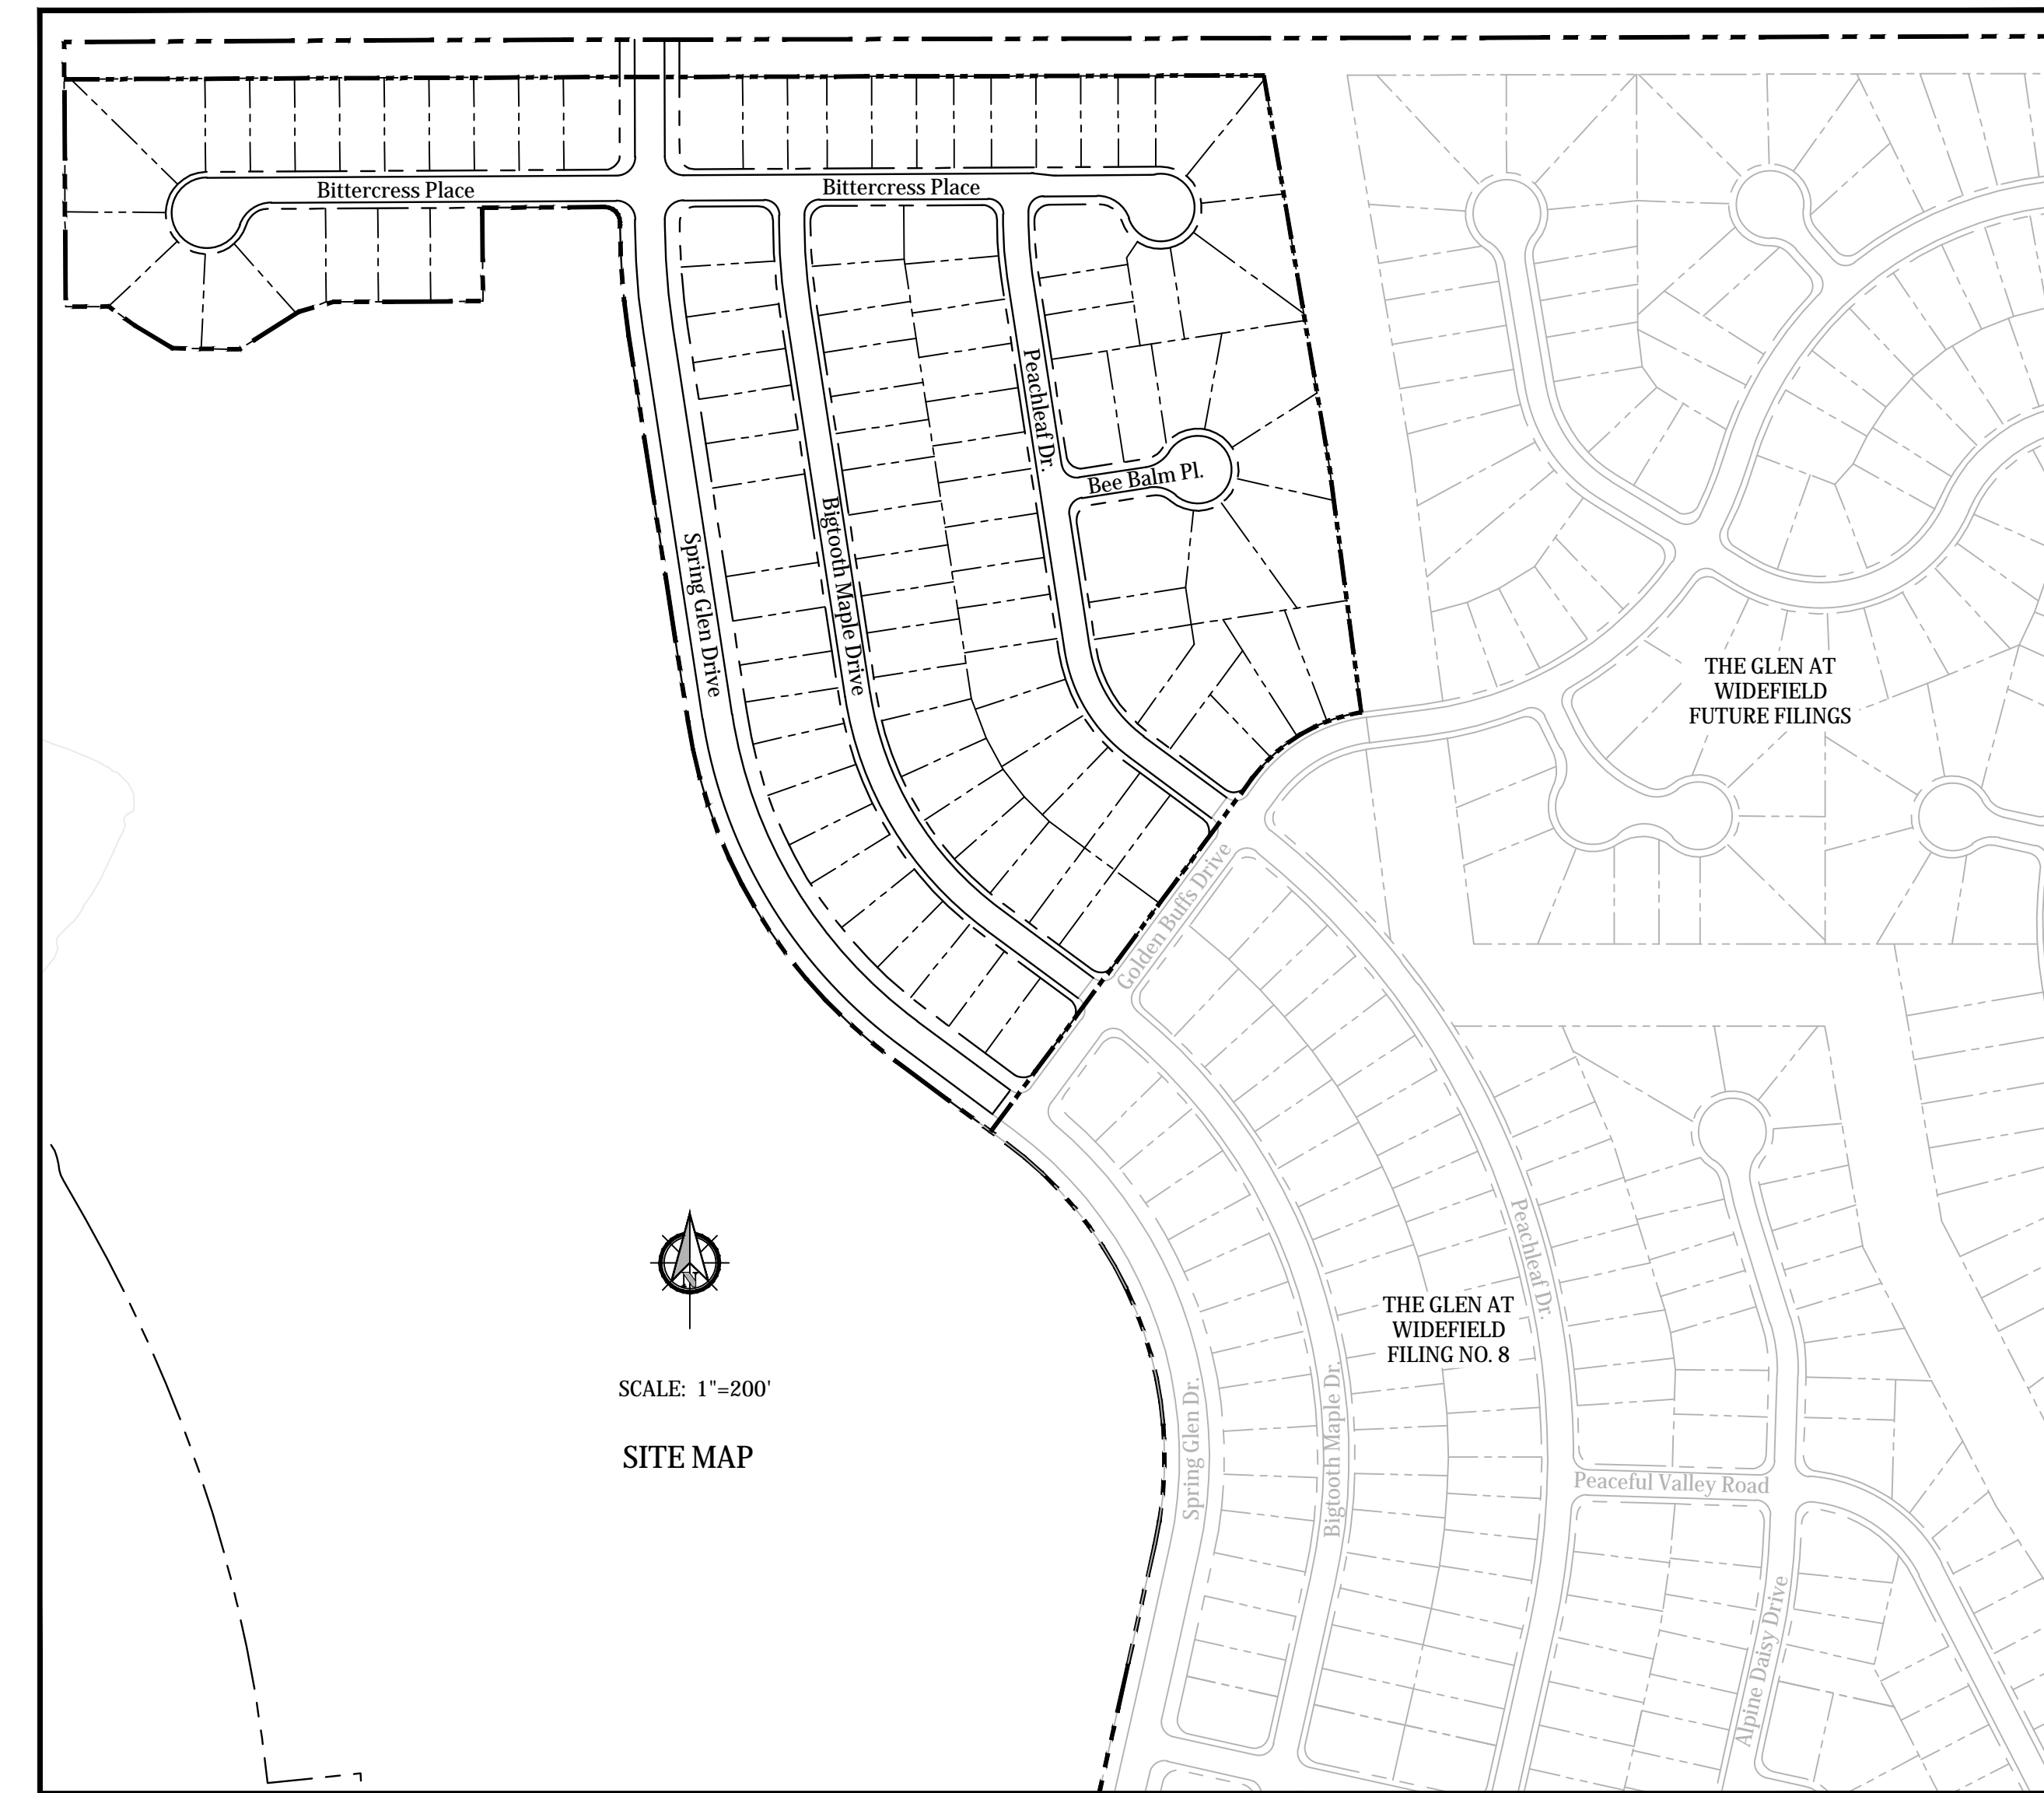 Bittercress Place
Bittercress Place
Peachleaf Dr.
Bee Balm Pl.
Bigtooth Maple Drive
Spring Glen Drive
THE GLEN AT
WIDEFIELD
FUTURE FILINGS
Golden Buffs Drive
Peachleaf Dr.
N
THE GLEN AT
WIDEFIELD
FILING NO. 8
SCALE: 1"=200'
SITE MAP
Spring Glen Dr.
Bigtooth Maple Dr.
Peaceful Valley Road
Alpine Daisy Drive